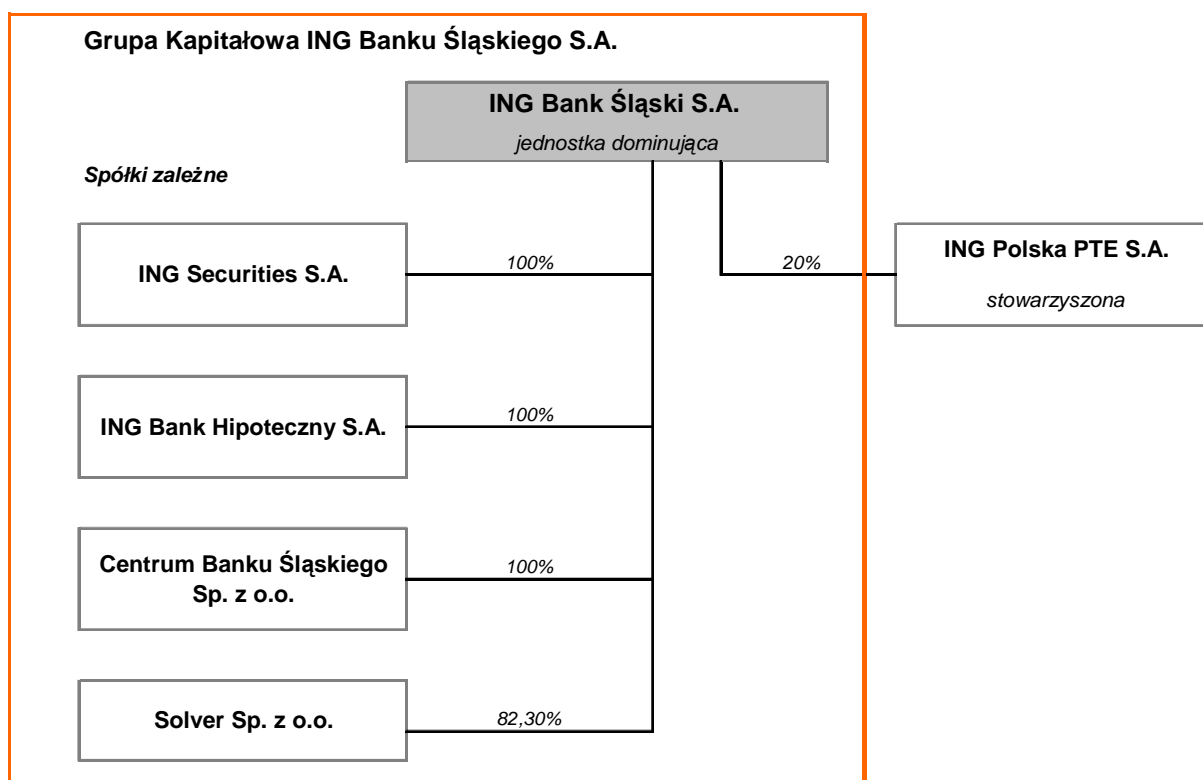 Grupa Kapitałowa ING Banku Śląskiego S.A.
ING Bank Śląski S.A.
jednostka dominująca
Spółki zależne
ING Securities S.A.
100%
20%
ING Polska PTE S.A.
stowarzyszona
ING Bank Hipoteczny S.A.
100%
Centrum Banku Śląskiego
Sp. z o.o.
100%
Solver Sp. z o.o.
82,30%